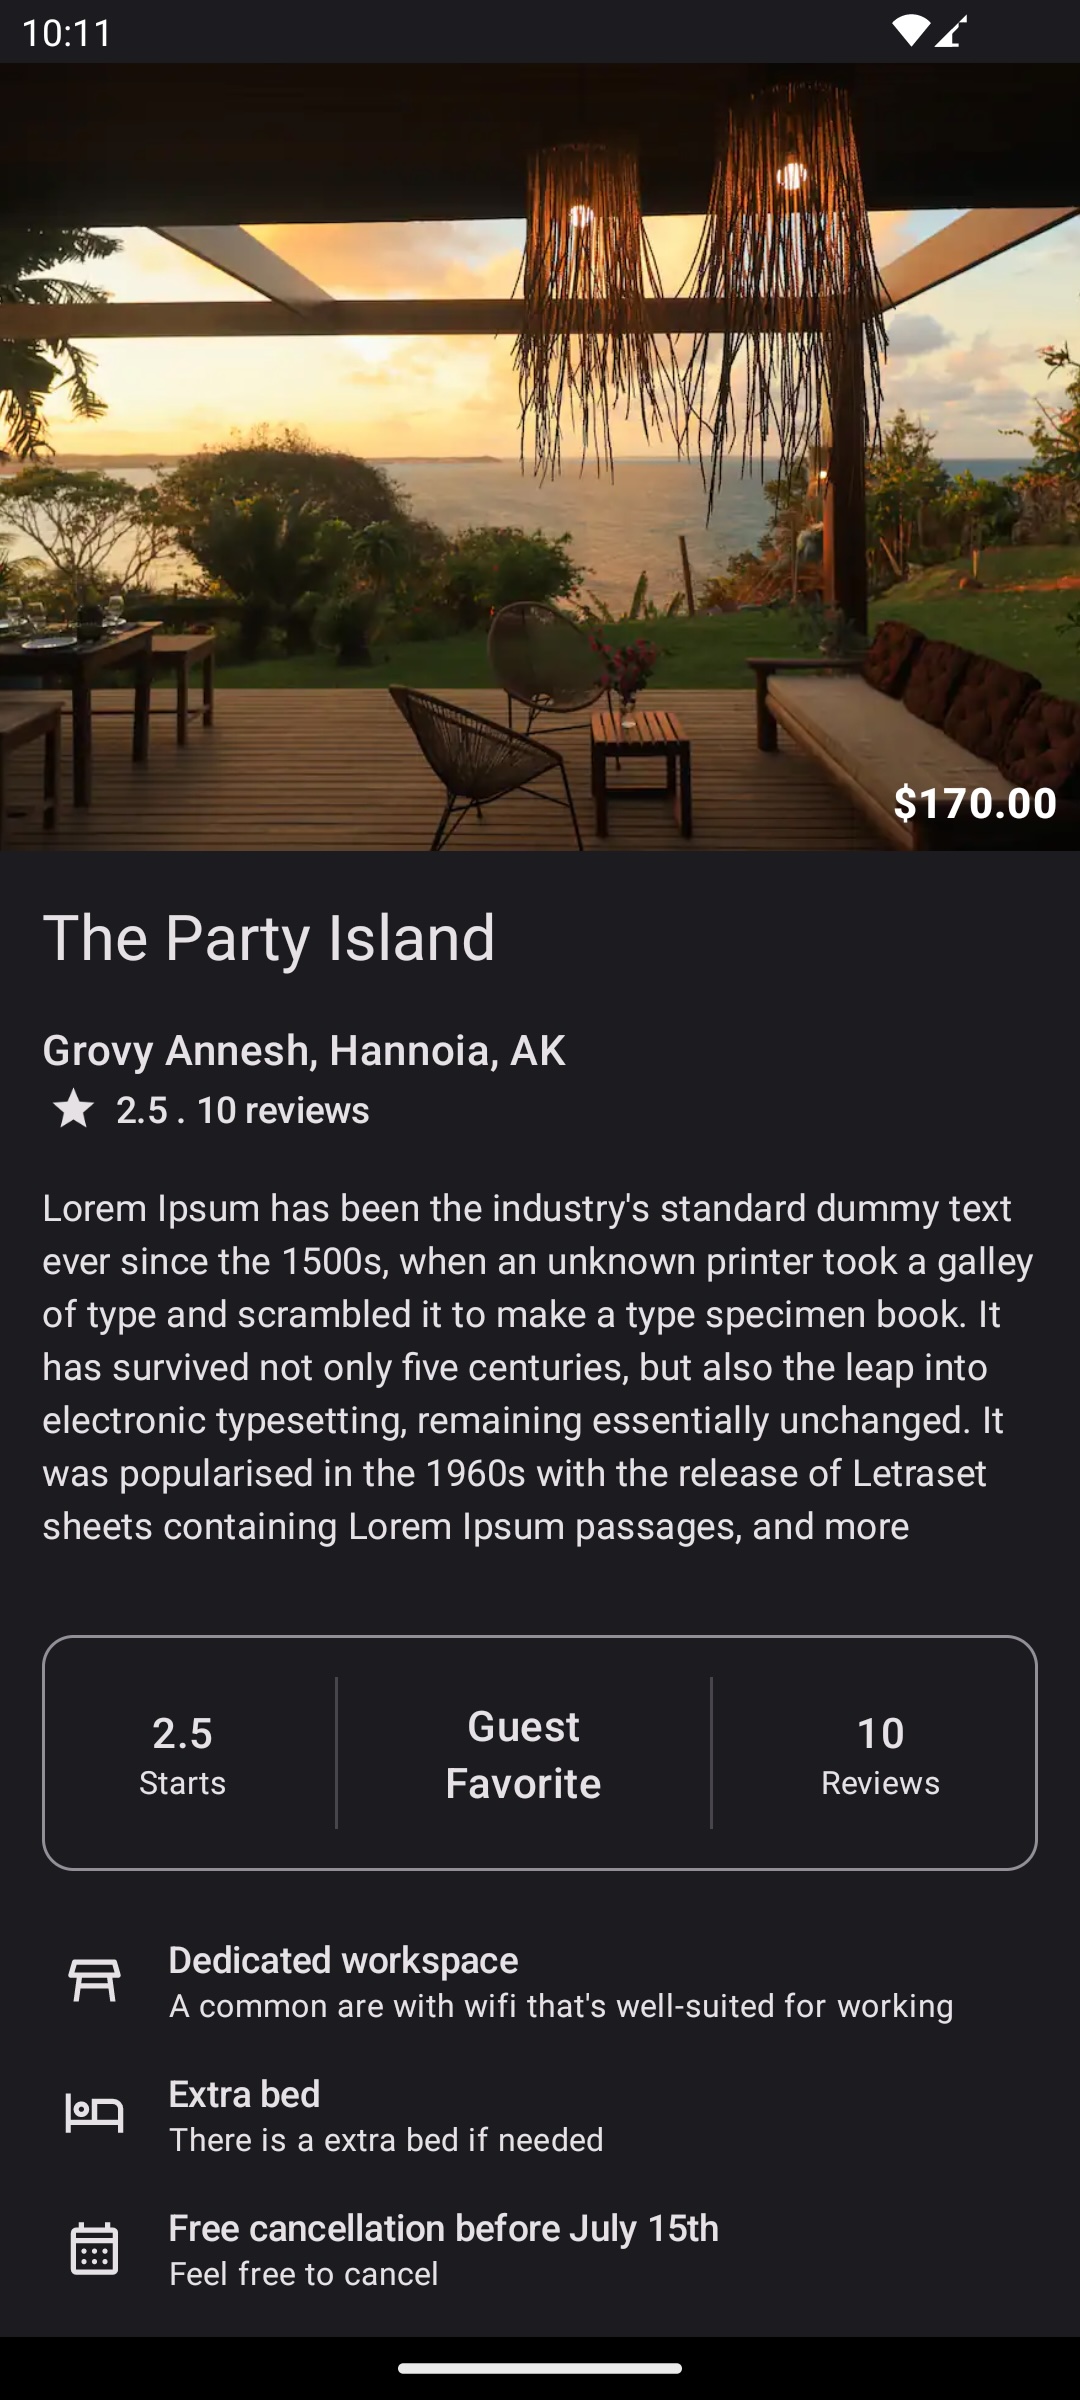 10:11
$170.00
The Party Island
Grovy Annesh, Hannoia, AK
2.5 . 10 reviews
Lorem Ipsum has been the industry's standard dummy text
ever since the 1500s, when an unknown printer took a galley
of type and scrambled it to make a type specimen book. It
has survived not only five centuries, but also the leap into
electronic typesetting, remaining essentially unchanged. It
was popularised in the 1960s with the release of Letraset
sheets containing Lorem Ipsum passages, and more
2.5
Starts
Guest
Favorite
10
Reviews
Dedicated workspace
A common are with wifi that's well-suited for working
Extra bed
There is a extra bed if needed
Free cancellation before July 15th
Feel free to cancel